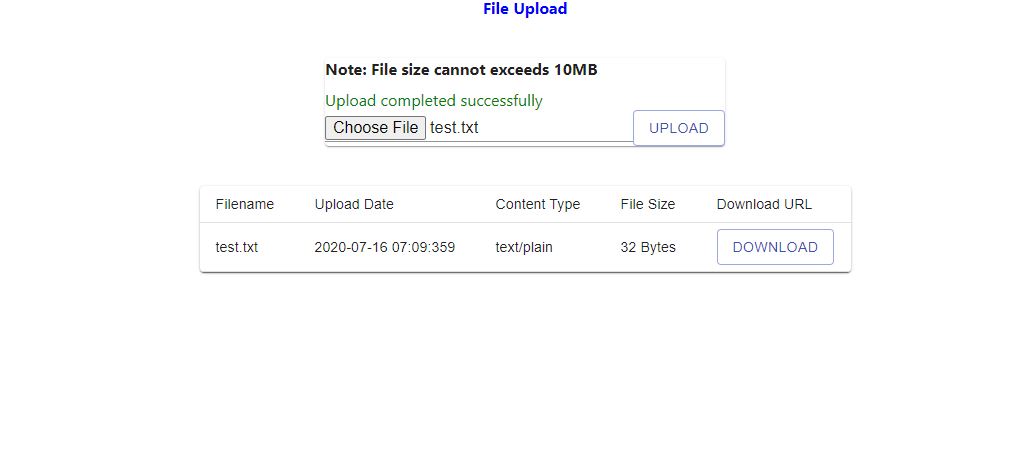 File Upload
Note: File size cannot exceeds 10MB
Upload completed successfully
Choose File test.txt UPLOAD
Filename Upload Date Content Type File Size Download URL
test.txt 2020-07-16 07:09:359 text/plain 32 Bytes DOWNLOAD